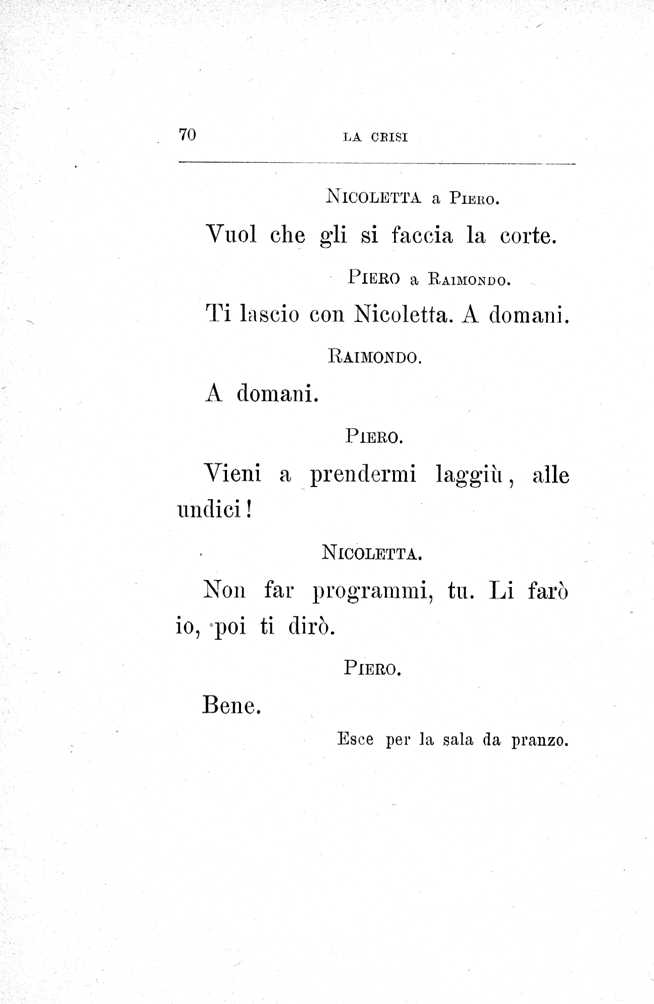 70 LA CRISI
NICOLETTA a PIERO.
Vuol che gli si faccia la corte.
PIERO a RAIMONDO.
Ti lascio con Nicoletta. A domani.
RAIMONDO.
A domani.
PIERO.
Vieni a prendermi laggiù, alle
undici!
NICOLETTA.
Non far programmi, tu. Li farò
io, poi ti dirò.
PIERO.
Bene.
Esce per la sala da pranzo.